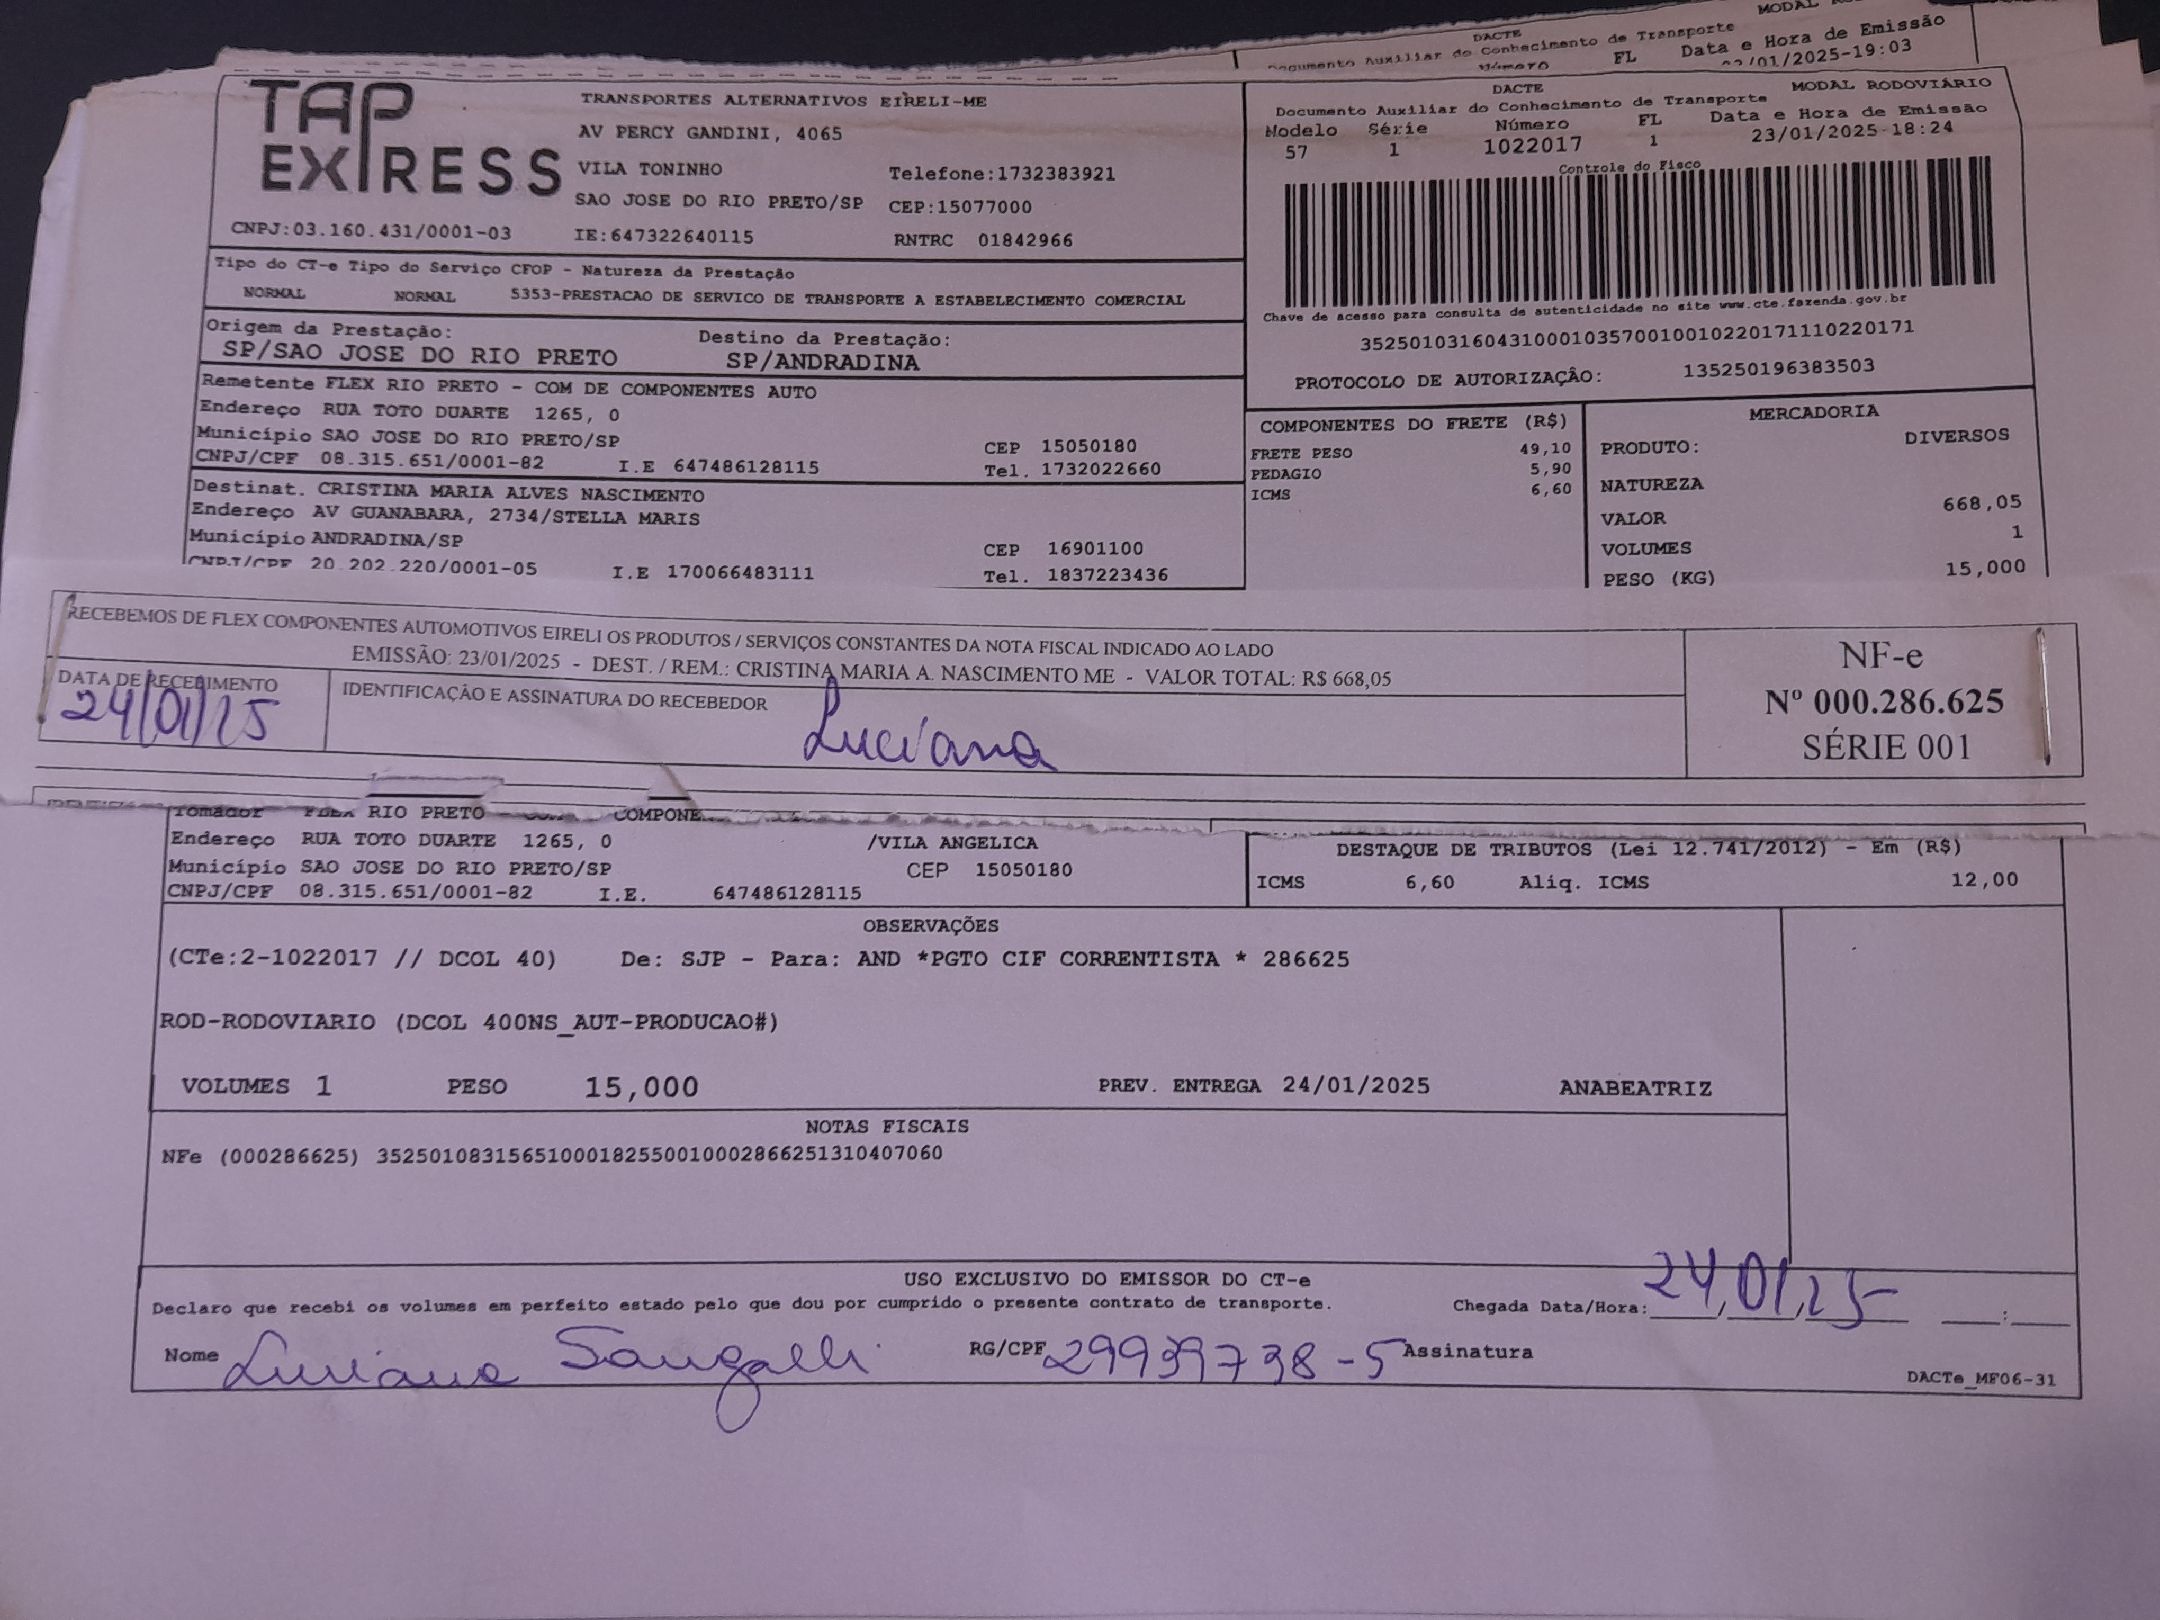 DACTE MODAL
Documento Auxiliar do Conhecimento de Transporte
Número FL Data e Hora de Emissão
/01/2025-19:03
TAP EXPRESS
TRANSPORTES ALTERNATIVOS EIRELI-ME
AV PERCY GANDINI, 4065
VILA TONINHO Telefone:1732383921
SAO JOSE DO RIO PRETO/SP CEP:15077000
CNPJ:03.160.431/0001-03 IE:647322640115 RNTRC 01842966
DACTE MODAL RODOVIÁRIO
Documento Auxiliar do Conhecimento de Transporte
Modelo Série Número FL Data e Hora de Emissão
57 1 1022017 1 23/01/2025-18:24
Controle do Fisco
Chave de acesso para consulta de autenticidade no site www.cte.fazenda.gov.br
35250103160431000103570010010220171110220171
PROTOCOLO DE AUTORIZAÇÃO: 135250196383503
Tipo do CT-e Tipo do Serviço CFOP - Natureza da Prestação
NORMAL NORMAL 5353-PRESTACAO DE SERVICO DE TRANSPORTE A ESTABELECIMENTO COMERCIAL
Origem da Prestação: Destino da Prestação:
SP/SAO JOSE DO RIO PRETO SP/ANDRADINA
Remetente FLEX RIO PRETO - COM DE COMPONENTES AUTO
Endereço RUA TOTO DUARTE 1265, 0
Município SAO JOSE DO RIO PRETO/SP CEP 15050180
CNPJ/CPF 08.315.651/0001-82 I.E 647486128115 Tel. 1732022660
Destinat. CRISTINA MARIA ALVES NASCIMENTO
Endereço AV GUANABARA, 2734/STELLA MARIS
Município ANDRADINA/SP CEP 16901100
CNPJ/CPF 20.202.220/0001-05 I.E 170066483111 Tel. 1837223436
COMPONENTES DO FRETE (R$)
FRETE PESO 49,10
PEDAGIO 5,90
ICMS 6,60
MERCADORIA
PRODUTO: DIVERSOS
NATUREZA
VALOR 668,05
VOLUMES 1
PESO (KG) 15,000
RECEBEMOS DE FLEX COMPONENTES AUTOMOTIVOS EIRELI OS PRODUTOS / SERVIÇOS CONSTANTES DA NOTA FISCAL INDICADO AO LADO
EMISSÃO: 23/01/2025 - DEST. / REM.: CRISTINA MARIA A. NASCIMENTO ME - VALOR TOTAL: R$ 668,05
DATA DE RECEBIMENTO IDENTIFICAÇÃO E ASSINATURA DO RECEBEDOR
24/01/25 Luciana
NF-e
Nº 000.286.625
SÉRIE 001
Tomador FLEX RIO PRETO COMPONE
Endereço RUA TOTO DUARTE 1265, 0 /VILA ANGELICA
Município SAO JOSE DO RIO PRETO/SP CEP 15050180
CNPJ/CPF 08.315.651/0001-82 I.E. 647486128115
DESTAQUE DE TRIBUTOS (Lei 12.741/2012) - Em (R$)
ICMS 6,60 Aliq. ICMS 12,00
OBSERVAÇÕES
(CTe:2-1022017 // DCOL 40) De: SJP - Para: AND *PGTO CIF CORRENTISTA * 286625
ROD-RODOVIARIO (DCOL 400NS_AUT-PRODUCAO#)
VOLUMES 1 PESO 15,000 PREV. ENTREGA 24/01/2025 ANABEATRIZ
NOTAS FISCAIS
NFe (000286625) 35250108315651000182550010002866251310407060
USO EXCLUSIVO DO EMISSOR DO CT-e
Declaro que recebi os volumes em perfeito estado pelo que dou por cumprido o presente contrato de transporte. Chegada Data/Hora: 24/01/25 :
Nome Luciana Sangalli RG/CPF 29939738-5 Assinatura
DACTe_MF06-31